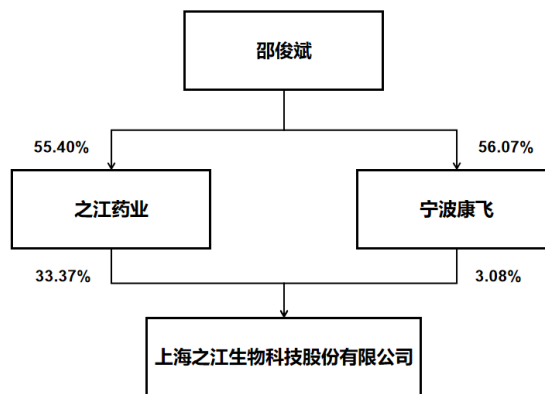 邵俊斌
55.40%
56.07%
之江药业
宁波康飞
33.37%
3.08%
上海之江生物科技股份有限公司